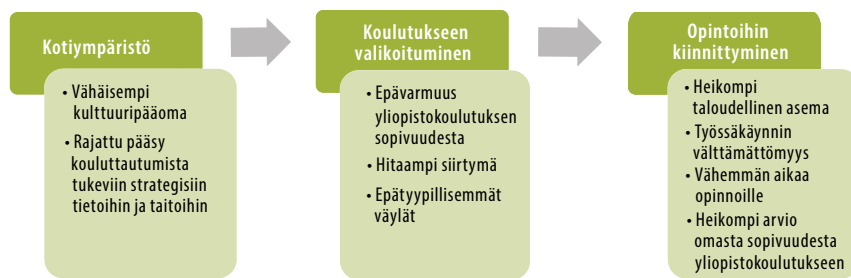 Kotiympäristö
• Vähäisempi
kulttuuripääoma
• Rajattu pääsy
kouluttautumista
tukeviin strategisiin
tietoihin ja taitoihin
Koulutukseen
valikoituminen
• Epävarmuus
yliopistokoulutuksen
sopivuudesta
• Hitaampi siirtymä
• Epätyypillisemmät
väylät
Opintoihin
kiinnittyminen
• Heikompi
taloudellinen asema
• Työssäkäynnin
välttämättömyys
• Vähemmän aikaa
opinnoille
• Heikompi arvio
omasta sopivuudesta
yliopistokoulutukseen